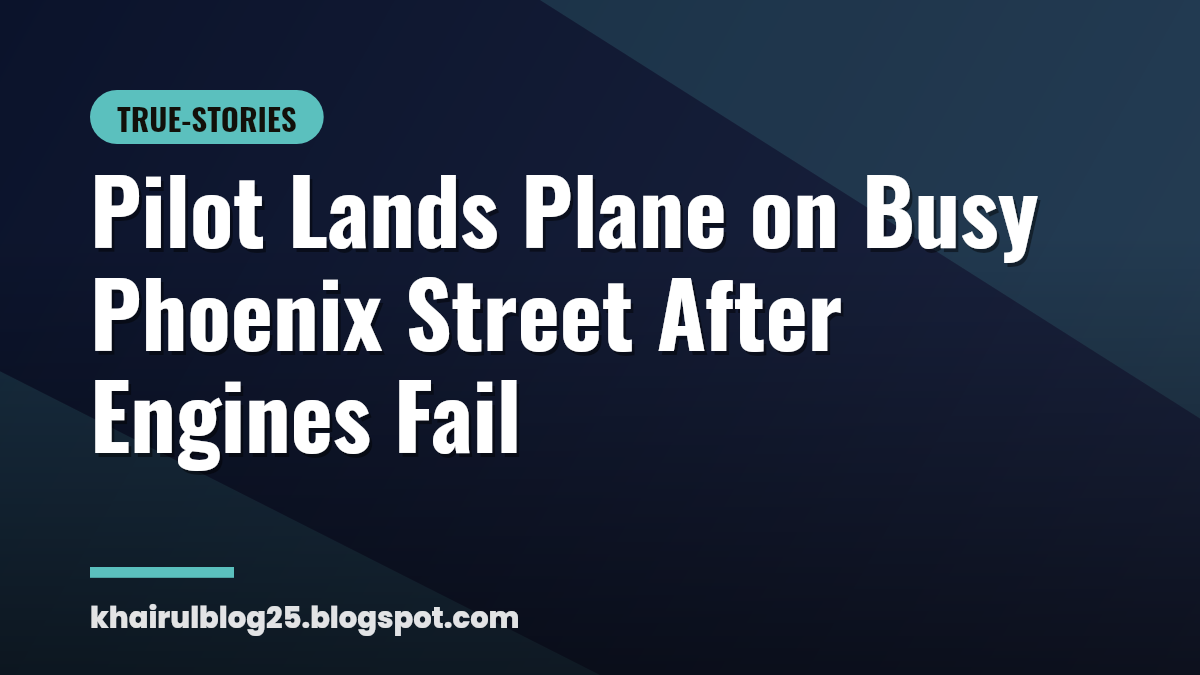 TRUE-STORIES
Pilot Lands Plane on Busy
Phoenix Street After
Engines Fail
khairulblog25.blogspot.com